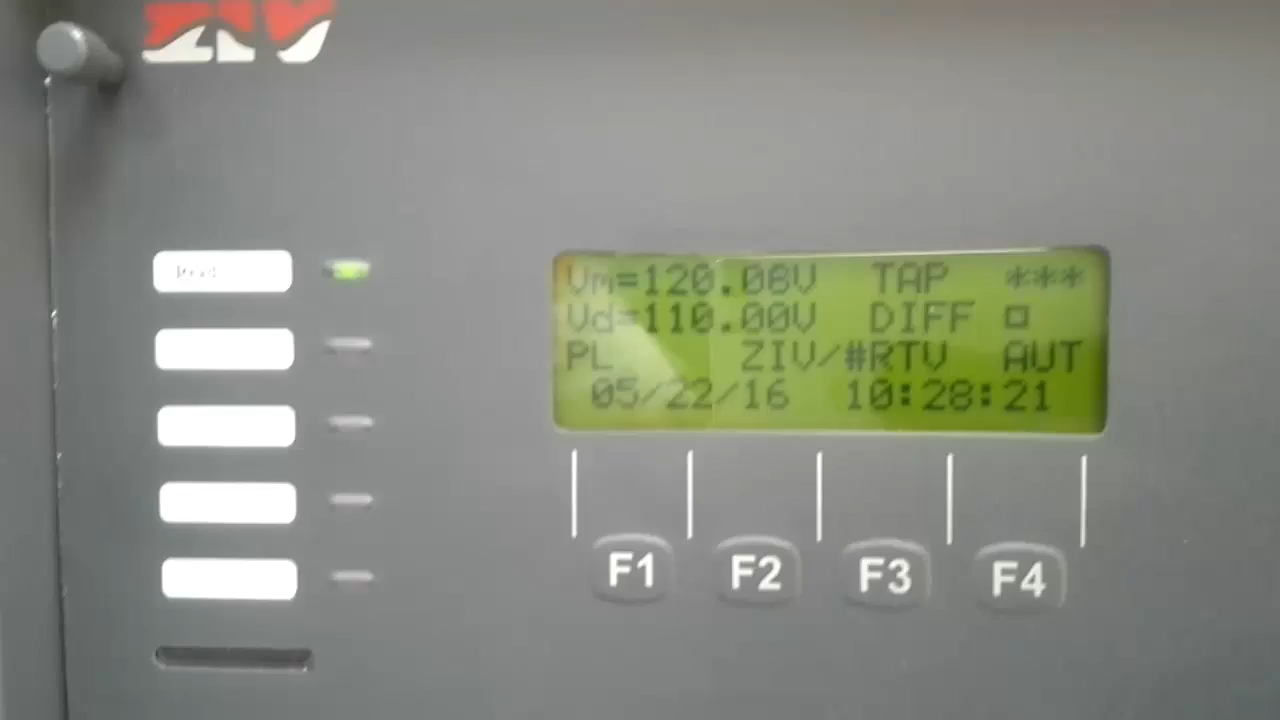 ZIV
Vm=120.08V TAP ***
Vd=110.00V DIFF
PL ZIV/#RTV AUT
05/22/16 10:28:21
F1 F2 F3 F4